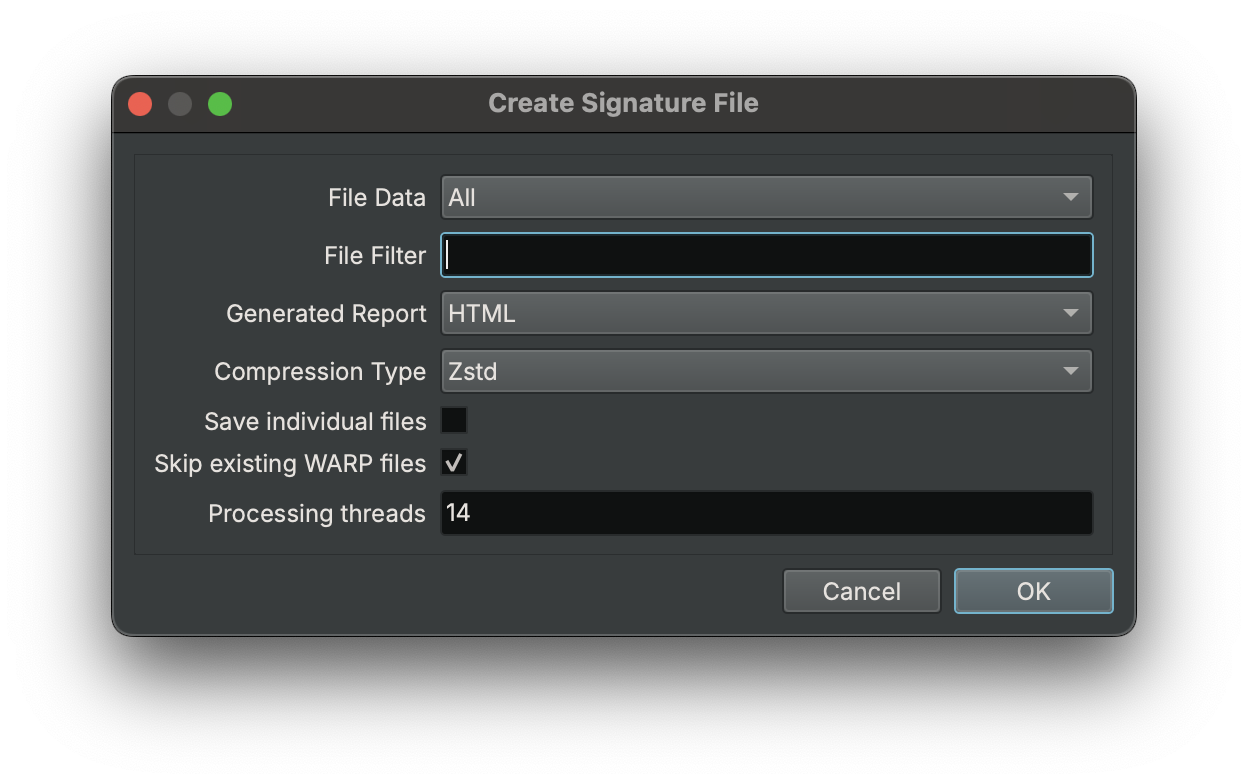 Create Signature File
File Data All
File Filter
Generated Report HTML
Compression Type Zstd
Save individual files
Skip existing WARP files
Processing threads 14
Cancel OK